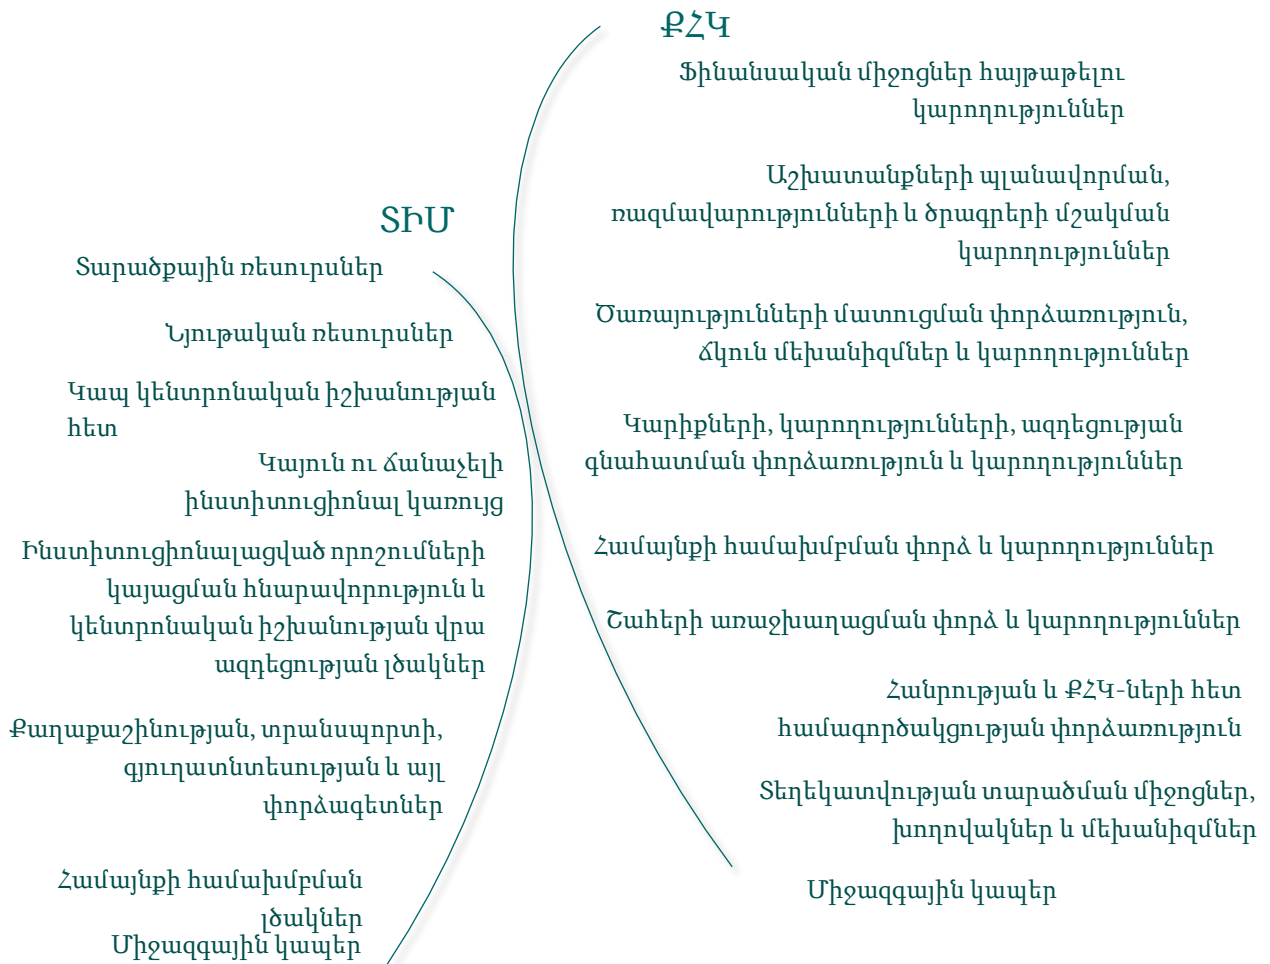 ՔՀԿ
Ֆինանսական միջոցներ հայթաթելու
կարողություններ
Աշխատանքների պլանավորման,
ռազմավարությունների և ծրագրերի մշակման
կարողություններ
Ծառայությունների մատուցման փորձառություն,
ճկուն մեխանիզմներ և կարողություններ
Կարիքների, կարողությունների, ազդեցության
գնահատման փորձառություն և կարողություններ
Համայնքի համախմբման փորձ և կարողություններ
Շահերի առաջխաղացման փորձ և կարողություններ
Հանրության և ՔՀԿ-ների հետ
համագործակցության փորձառություն
Տեղեկատվության տարածման միջոցներ,
խողովակներ և մեխանիզմներ
Միջազգային կապեր
ՏԻՄ
Տարածքային ռեսուրսներ
Նյութական ռեսուրսներ
Կապ կենտրոնական իշխանության
հետ
Կայուն ու ճանաչելի
ինստիտուցիոնալ կառույց
Ինստիտուցիոնալացված որոշումների
կայացման հնարավորություն և
կենտրոնական իշխանության վրա
ազդեցության լծակներ
Քաղաքաշինության, տրանսպորտի,
գյուղատնտեսության և այլ
փորձագետներ
Համայնքի համախմբման
լծակներ
Միջազգային կապեր